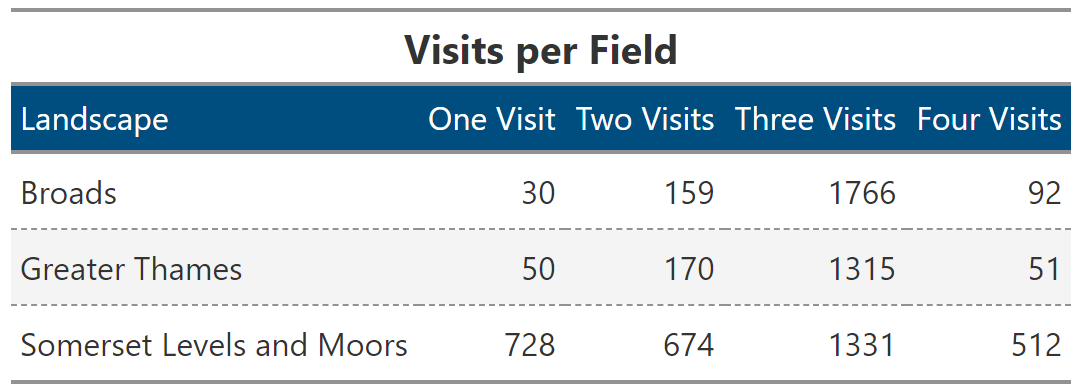 Visits per Field
Landscape One Visit Two Visits Three Visits Four Visits
Broads 30 159 1766 92
Greater Thames 50 170 1315 51
Somerset Levels and Moors 728 674 1331 512